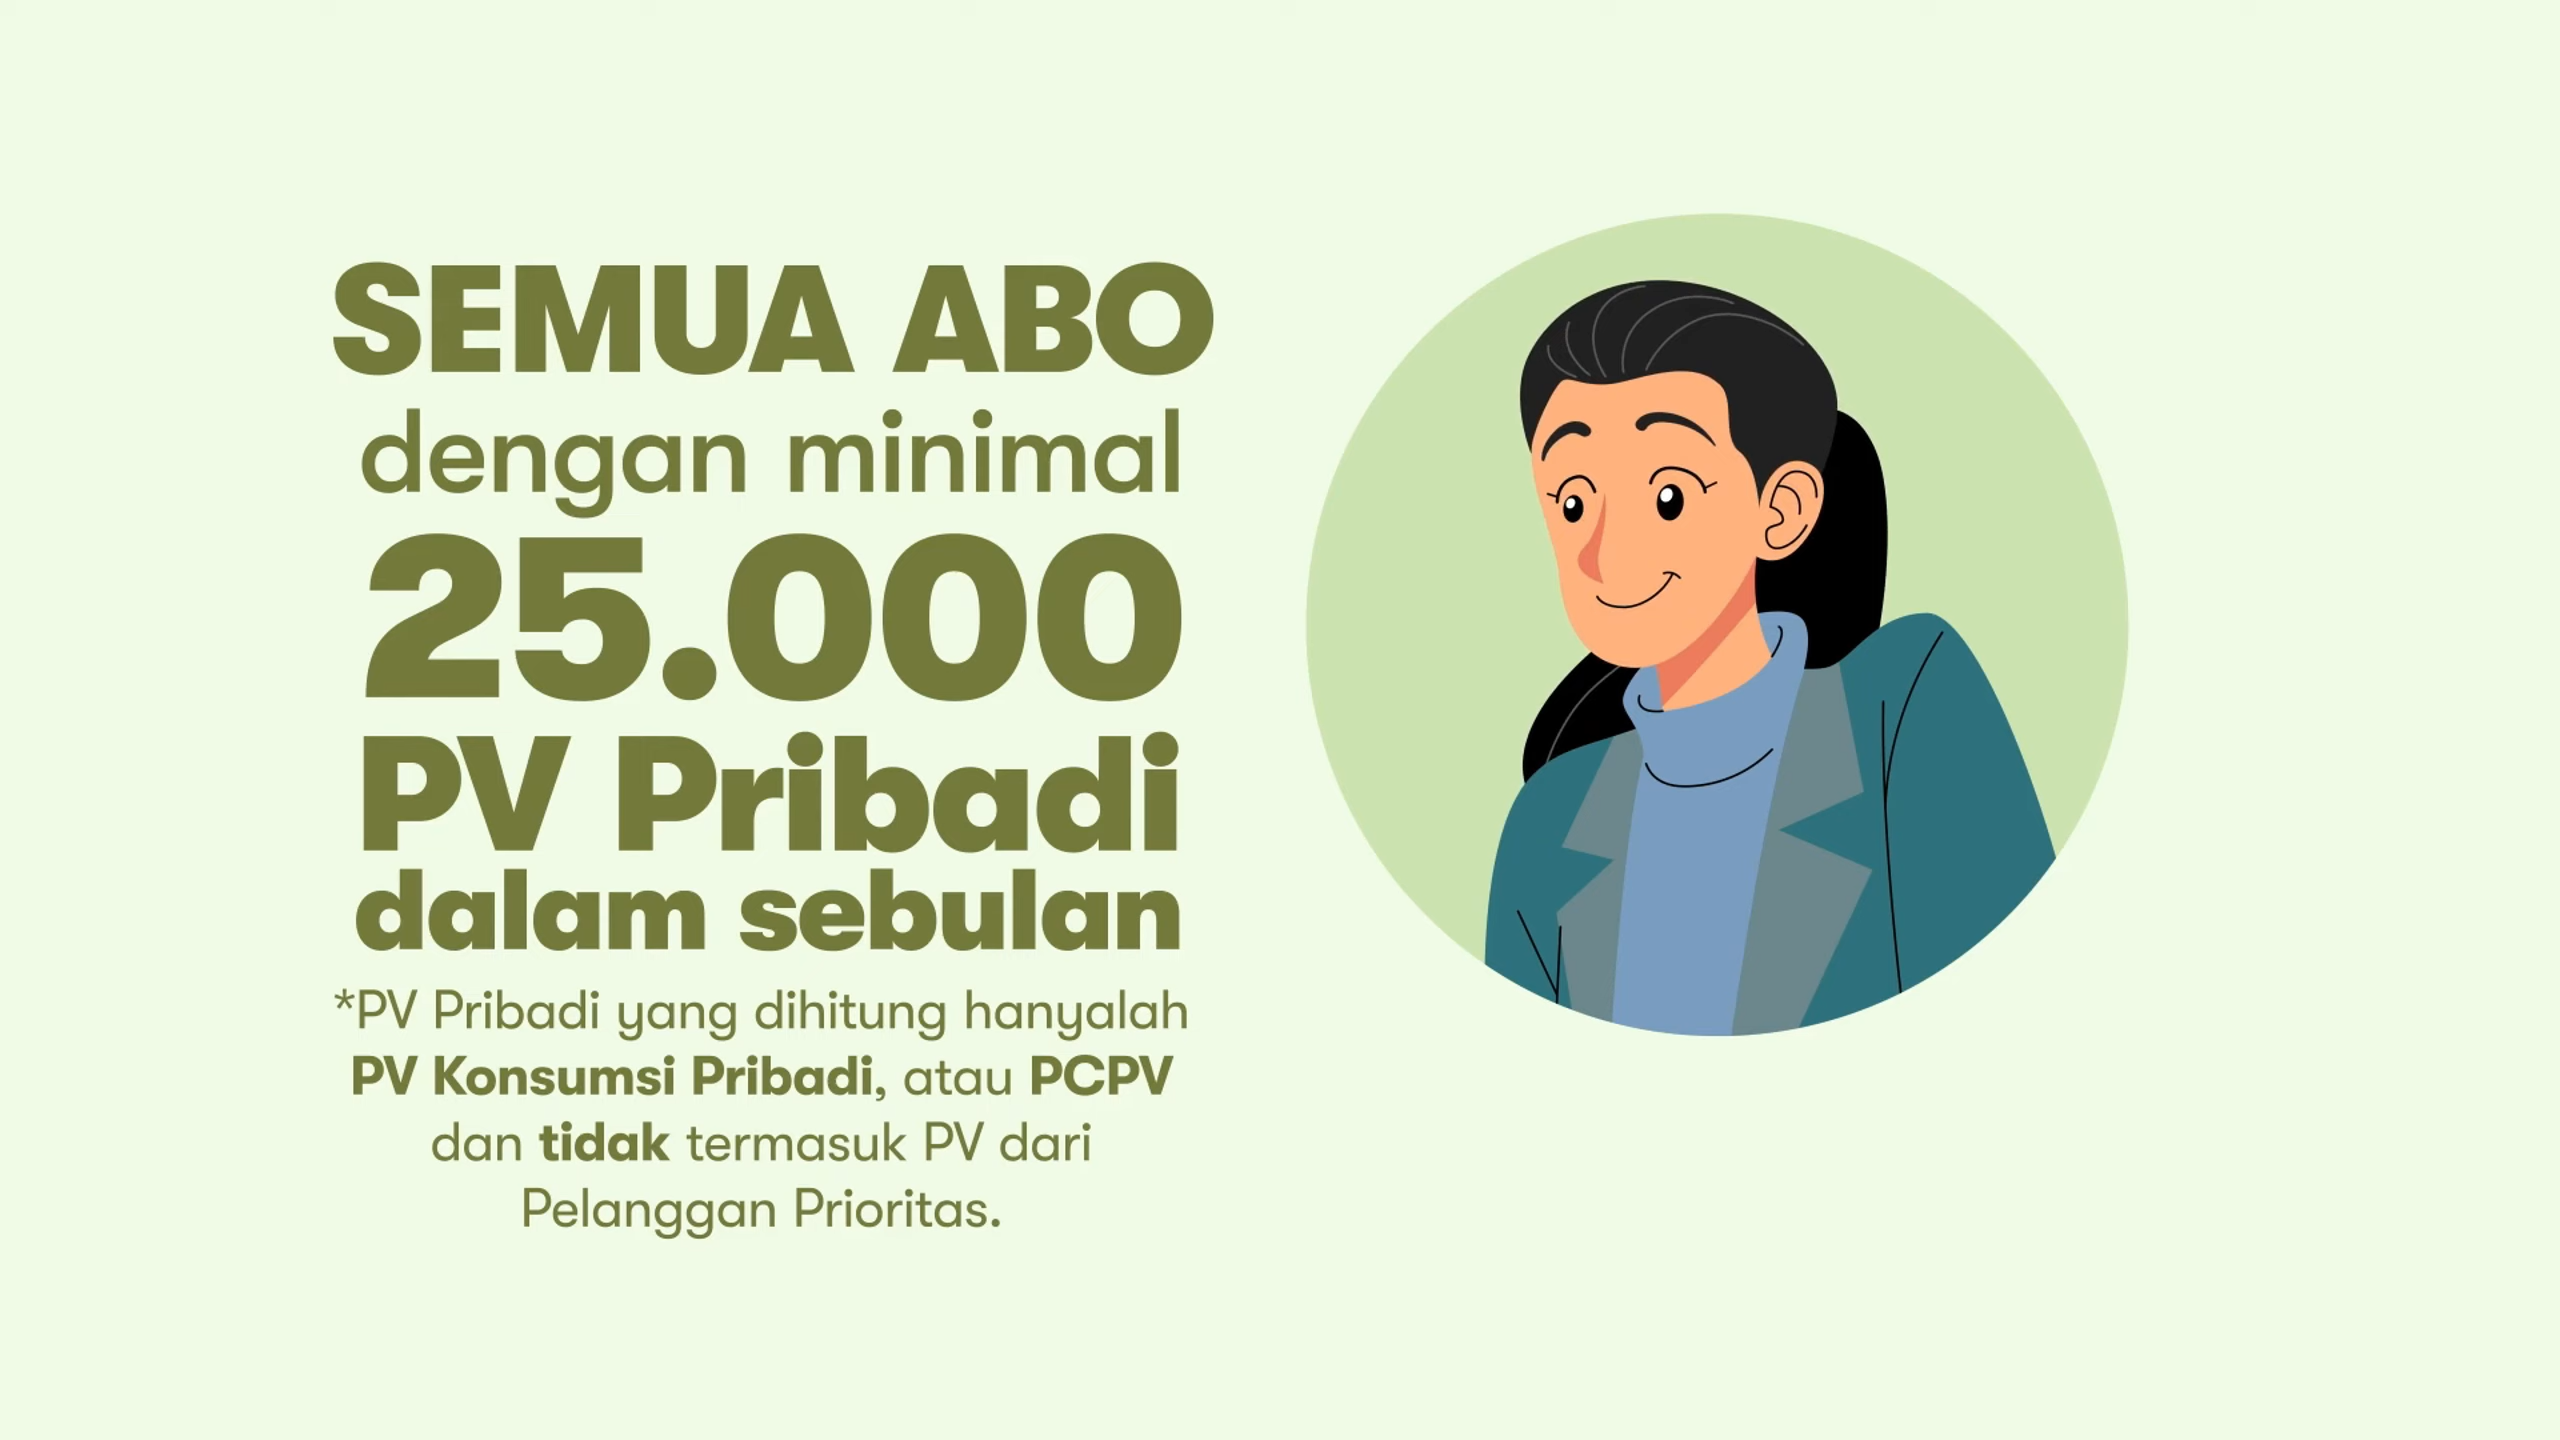 SEMUA ABO
dengan minimal
25.000
PV Pribadi
dalam sebulan
*PV Pribadi yang dihitung hanyalah
PV Konsumsi Pribadi, atau PCPV
dan tidak termasuk PV dari
Pelanggan Prioritas.